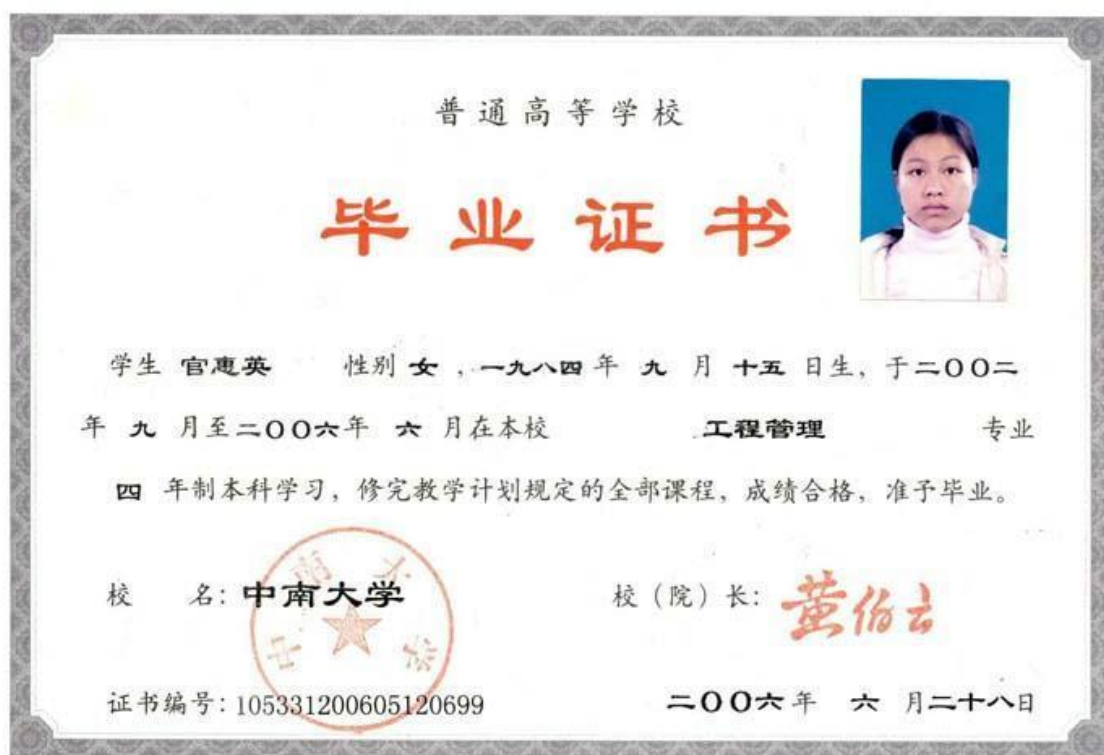 普通高等学校
毕业证书
学生 官惠英 性别 女 ，一九八四 年 九 月 十五 日生，于二〇〇二
年 九 月至二〇〇六年 六 月在本校 工程管理 专业
四 年制本科学习，修完教学计划规定的全部课程，成绩合格，准予毕业。
校 名：中南大学 校（院）长：黄伯云
中南大学
证书编号：105331200605120699 二〇〇六年 六 月二十八日